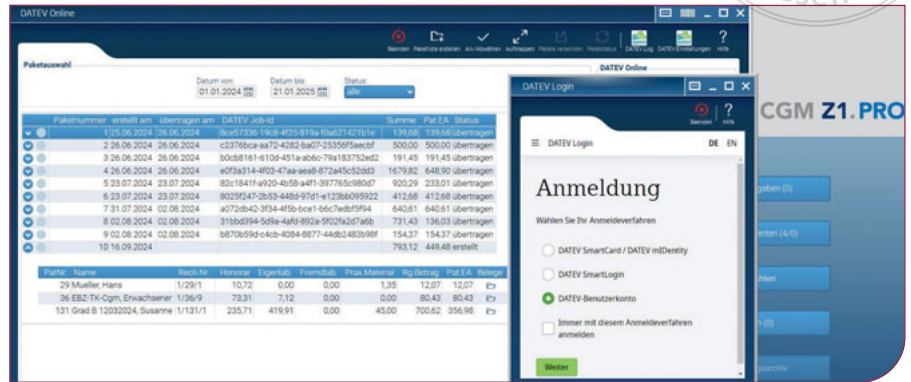 DATEV Online
Beenden Paketliste erstellen An-/Abwählen Aufklappen Pakete versenden Paketstatus DATEV Log DATEV Einstellungen Hilfe
Paketauswahl
DATEV Online
Datum von: Datum bis: Status:
01.01.2024 21.01.2025 alle
Paketnummer erstellt am übertragen am DATEV Job-Id Summe Pat.EA Status
1 25.06.2024 26.06.2024 8ce57336-19c8-4f25-819a-f0a621421b1e 139,68 139,68 übertragen
2 26.06.2024 26.06.2024 c2376bca-aa72-4282-ba07-25356f5aecbf 500,00 500,00 übertragen
3 26.06.2024 26.06.2024 b0cb8161-610d-451a-ab6c-79a183752ed2 191,45 191,45 übertragen
4 26.06.2024 26.06.2024 e0f3a314-4f03-47aa-aea8-872a45c52dd3 1679,82 648,90 übertragen
5 23.07.2024 23.07.2024 82c1841f-a920-4b58-a4f1-397765c980d7 920,29 233,01 übertragen
6 23.07.2024 23.07.2024 8025f247-2b53-448d-97d1-e123bb095922 412,68 412,68 übertragen
7 31.07.2024 02.08.2024 a072db42-3f34-4f5b-bce1-b6c7edbf5f94 640,61 640,61 übertragen
8 02.08.2024 02.08.2024 31bbd394-5d9a-4afd-892a-5f02fa2d7a6b 731,43 136,03 übertragen
9 02.08.2024 02.08.2024 b870b59d-c4cb-4084-8877-44db2483b98f 154,37 154,37 übertragen
10 16.09.2024 793,12 449,48 erstellt
PatNr. Name Rech.Nr. Honorar Eigenlab. Fremdlab. Prax.Material Rg.Betrag Pat.EA Belege
29 Mueller, Hans 1/29/1 10,72 0,00 0,00 1,35 12,07 12,07
36 EBZ-TK-Cgm, Erwachsener 1/36/9 73,31 7,12 0,00 0,00 80,43 80,43
131 Grad B 12032024, Susanne 1/131/1 235,71 419,91 0,00 45,00 700,62 356,98
DATEV Login
Beenden Hilfe
DATEV Login DE EN
Anmeldung
Wählen Sie Ihr Anmeldeverfahren
DATEV SmartCard / DATEV mIDentity
DATEV SmartLogin
DATEV-Benutzerkonto
Immer mit diesem Anmeldeverfahren
anmelden
Weiter
CGM Z1.PRO
gaben (0)
enten (4/0)
chten
(0)